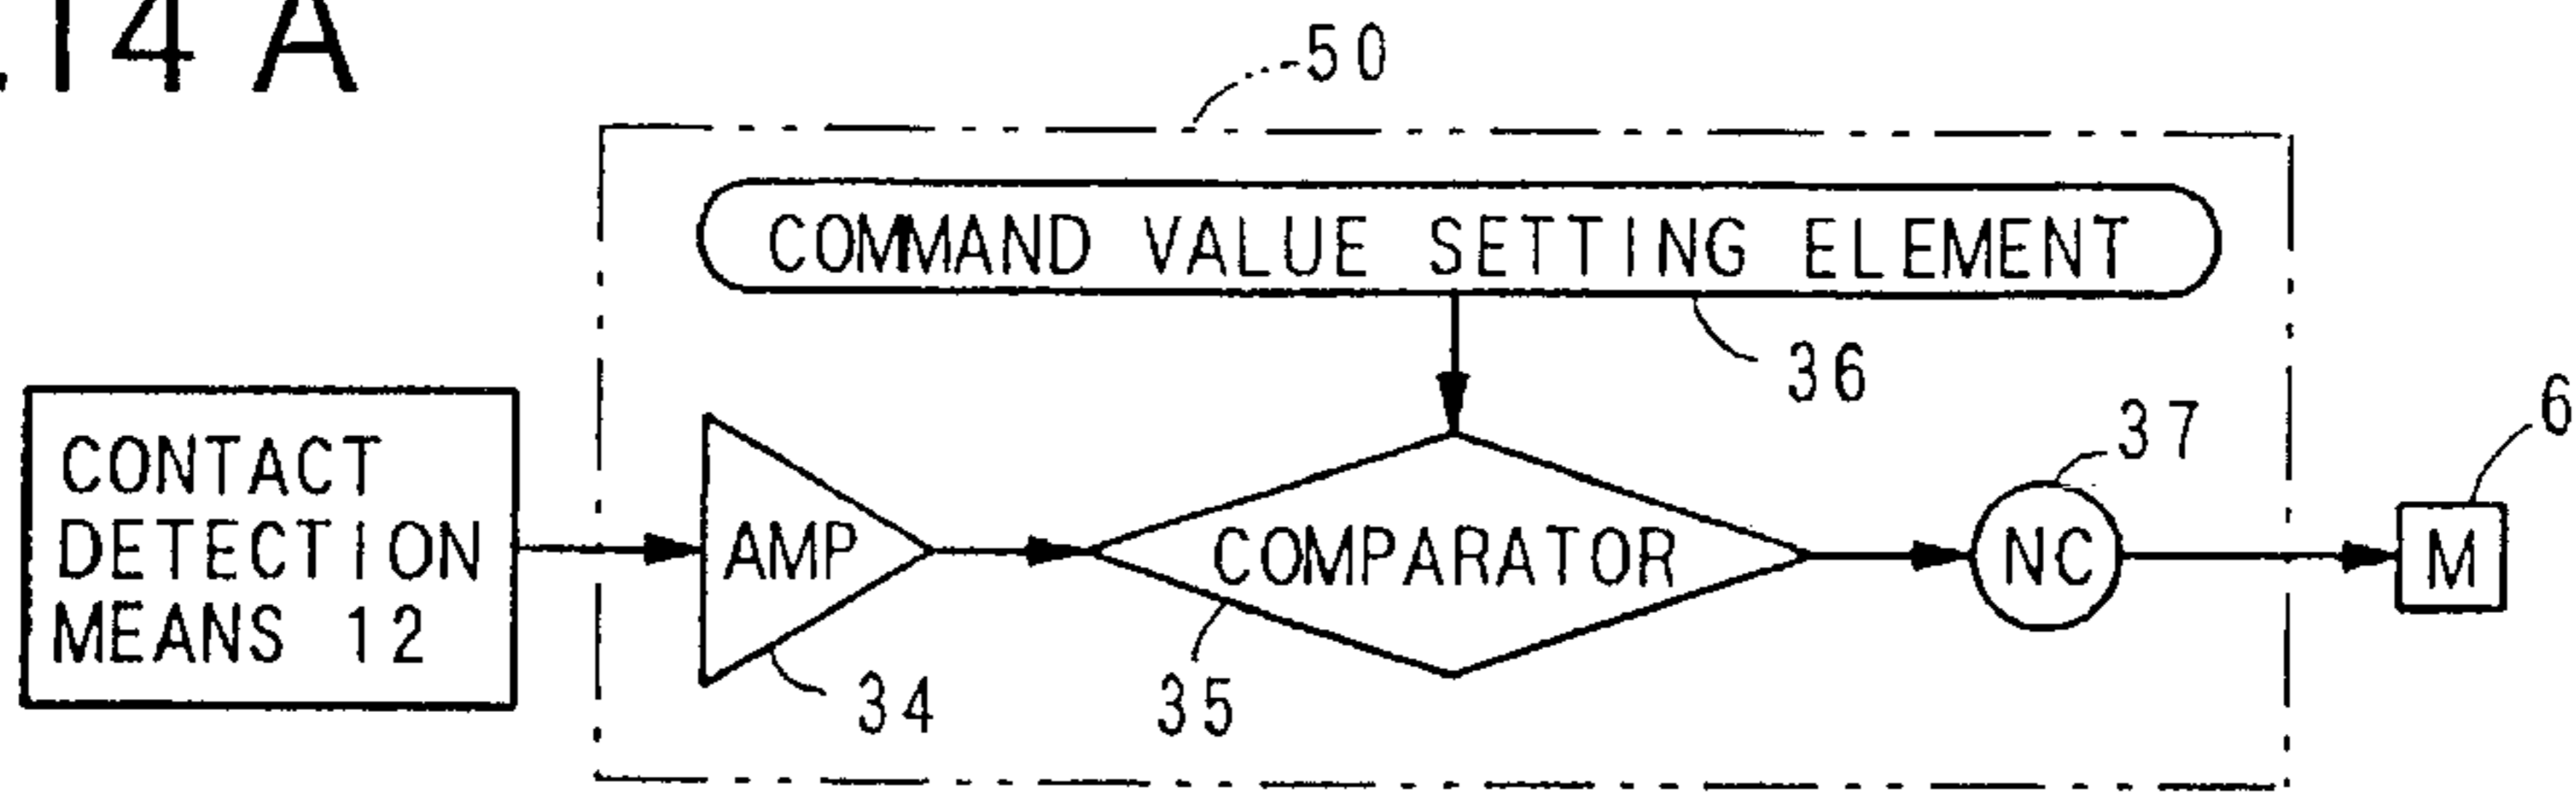 .14 A
50
COMMAND VALUE SETTING ELEMENT
36
CONTACT
DETECTION
MEANS 12
AMP
34
COMPARATOR
35
NC
37
M
6